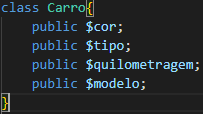 class Carro{
    public $cor;
    public $tipo;
    public $quilometragem;
    public $modelo;
}